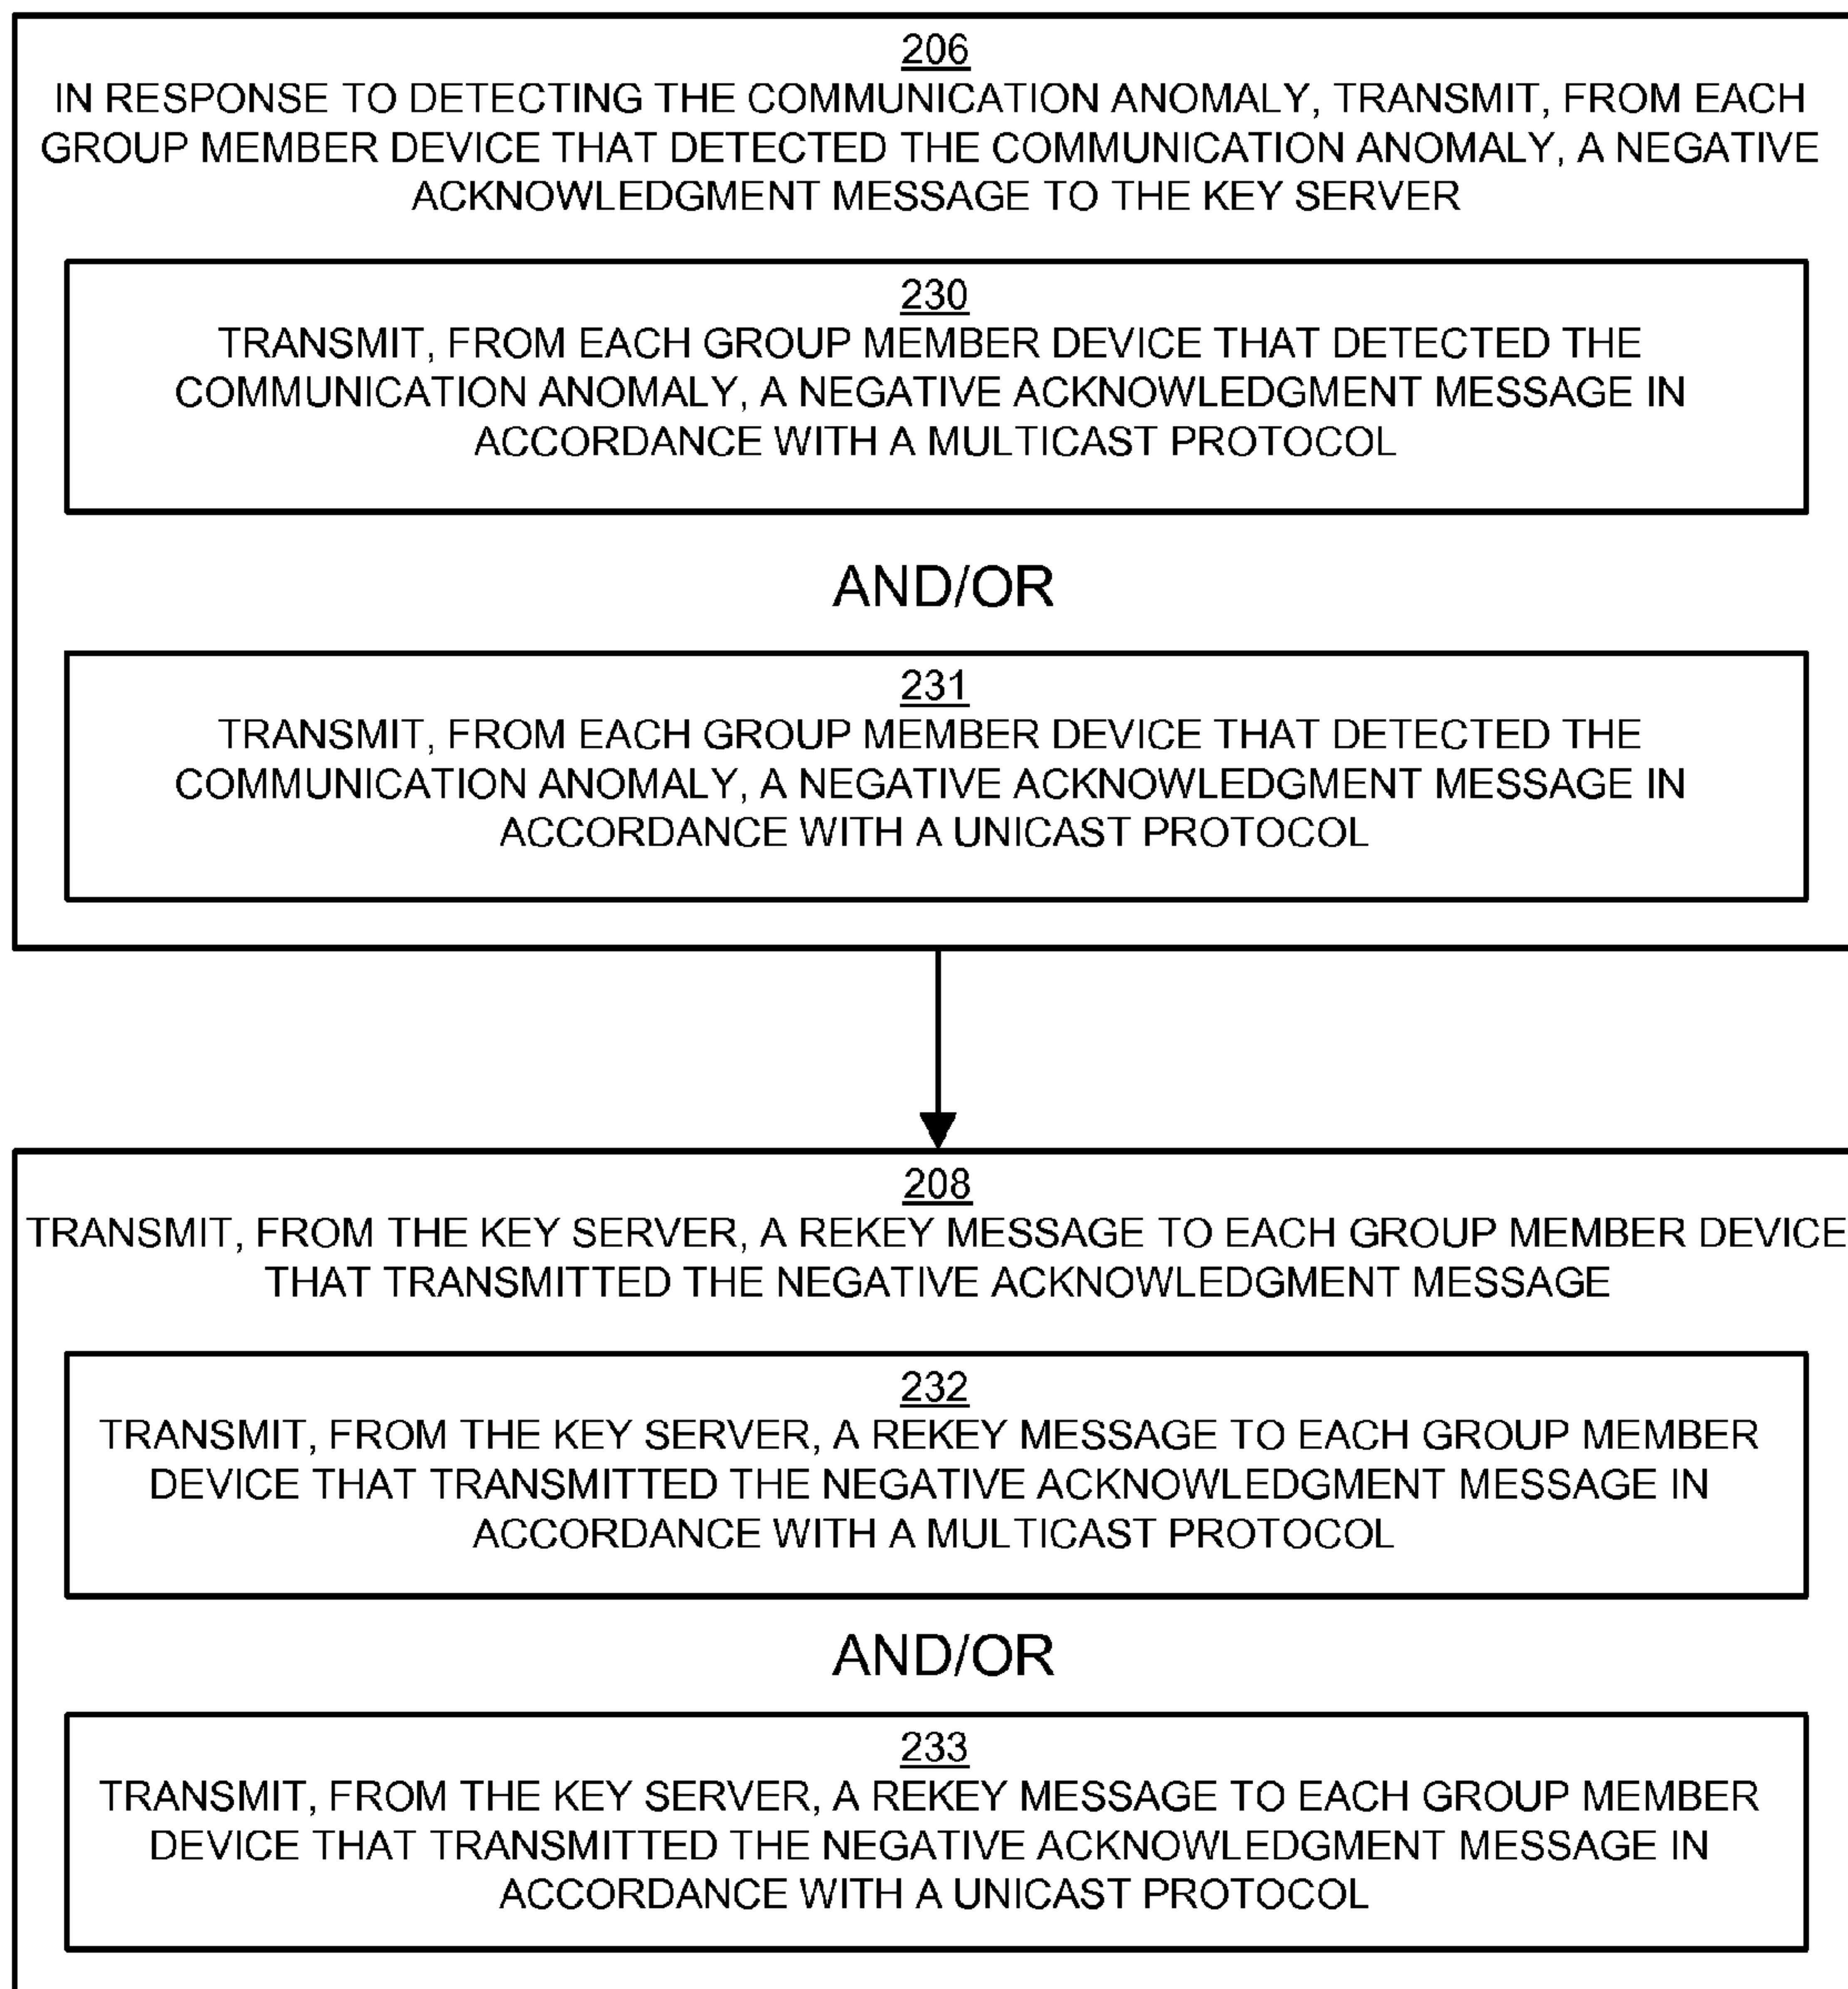 206
IN RESPONSE TO DETECTING THE COMMUNICATION ANOMALY, TRANSMIT, FROM EACH
GROUP MEMBER DEVICE THAT DETECTED THE COMMUNICATION ANOMALY, A NEGATIVE
ACKNOWLEDGMENT MESSAGE TO THE KEY SERVER
230
TRANSMIT, FROM EACH GROUP MEMBER DEVICE THAT DETECTED THE
COMMUNICATION ANOMALY, A NEGATIVE ACKNOWLEDGMENT MESSAGE IN
ACCORDANCE WITH A MULTICAST PROTOCOL
AND/OR
231
TRANSMIT, FROM EACH GROUP MEMBER DEVICE THAT DETECTED THE
COMMUNICATION ANOMALY, A NEGATIVE ACKNOWLEDGMENT MESSAGE IN
ACCORDANCE WITH A UNICAST PROTOCOL
208
TRANSMIT, FROM THE KEY SERVER, A REKEY MESSAGE TO EACH GROUP MEMBER DEVICE
THAT TRANSMITTED THE NEGATIVE ACKNOWLEDGMENT MESSAGE
232
TRANSMIT, FROM THE KEY SERVER, A REKEY MESSAGE TO EACH GROUP MEMBER
DEVICE THAT TRANSMITTED THE NEGATIVE ACKNOWLEDGMENT MESSAGE IN
ACCORDANCE WITH A MULTICAST PROTOCOL
AND/OR
233
TRANSMIT, FROM THE KEY SERVER, A REKEY MESSAGE TO EACH GROUP MEMBER
DEVICE THAT TRANSMITTED THE NEGATIVE ACKNOWLEDGMENT MESSAGE IN
ACCORDANCE WITH A UNICAST PROTOCOL